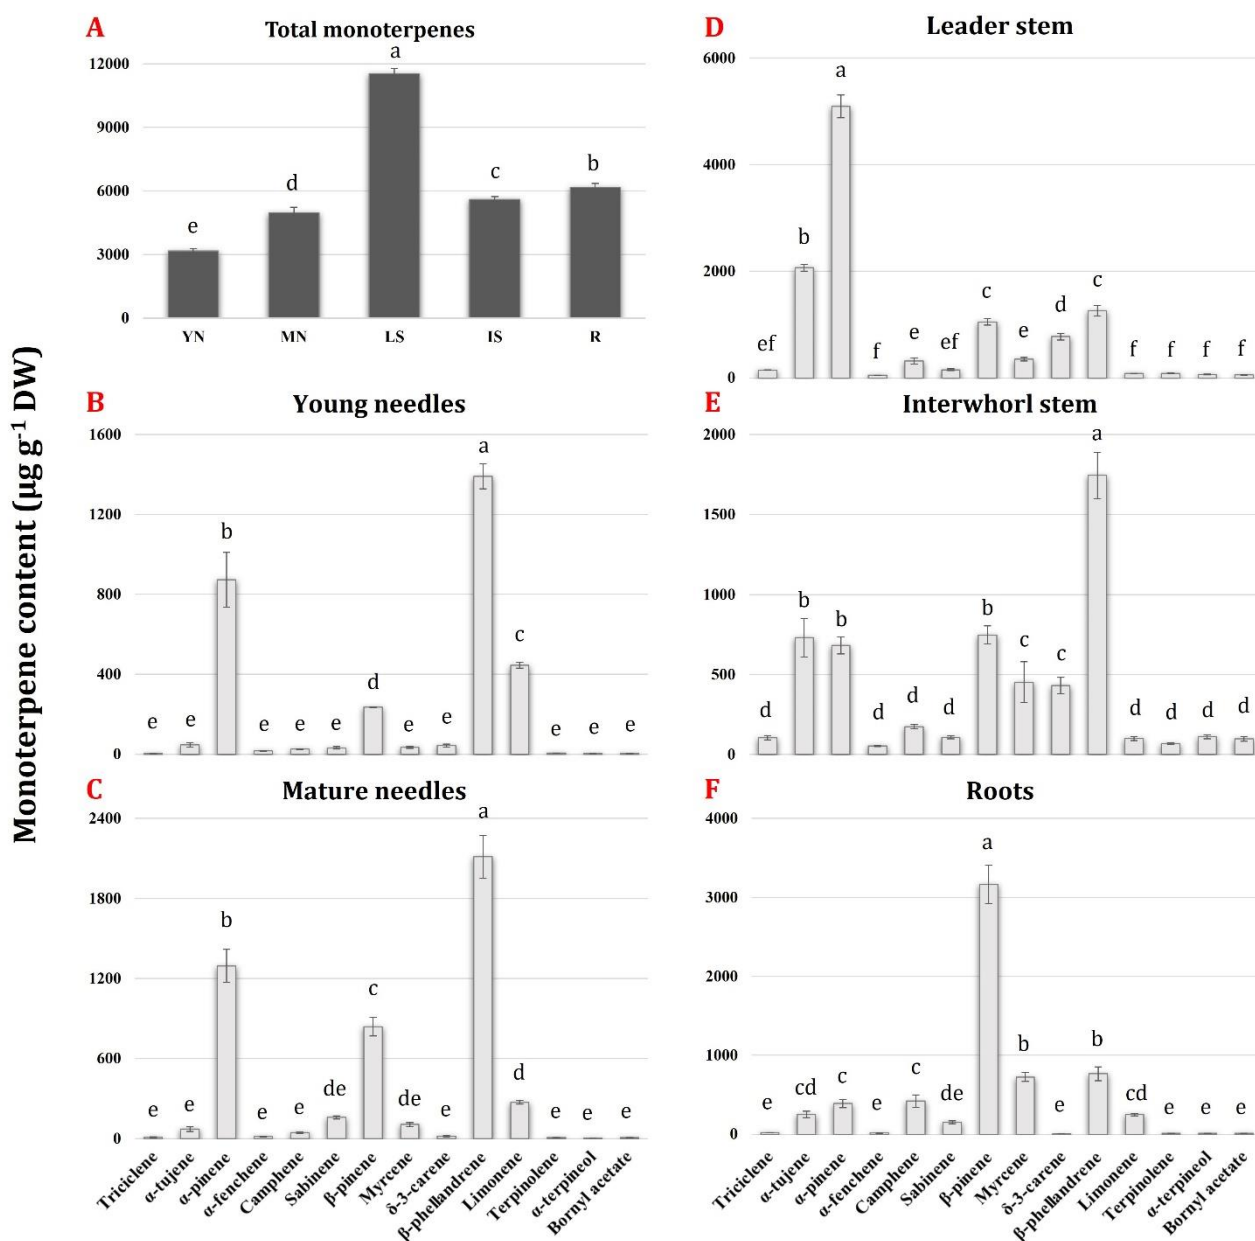 Monoterpene content (µg g⁻¹ DW)
A
Total monoterpenes
12000
9000
6000
3000
0
e
d
a
c
b
YN MN LS IS R
B
Young needles
1600
1200
800
400
0
e e b e e e d e e a c e e e
C
Mature needles
2400
1800
1200
600
0
e e b e e de c de e a d e e e
Triciclene
α-tujene
α-pinene
α-fenchene
Camphene
Sabinene
β-pinene
Myrcene
δ-3-carene
β-phellandrene
Limonene
Terpinolene
α-terpineol
Bornyl acetate
D
Leader stem
6000
4000
2000
0
ef b a f e ef c e d c f f f f
E
Interwhorl stem
2000
1500
1000
500
0
d b b d d d b c c a d d d d
F
Roots
4000
3000
2000
1000
0
e cd c e c de a b e b cd e e e
Triciclene
α-tujene
α-pinene
α-fenchene
Camphene
Sabinene
β-pinene
Myrcene
δ-3-carene
β-phellandrene
Limonene
Terpinolene
α-terpineol
Bornyl acetate